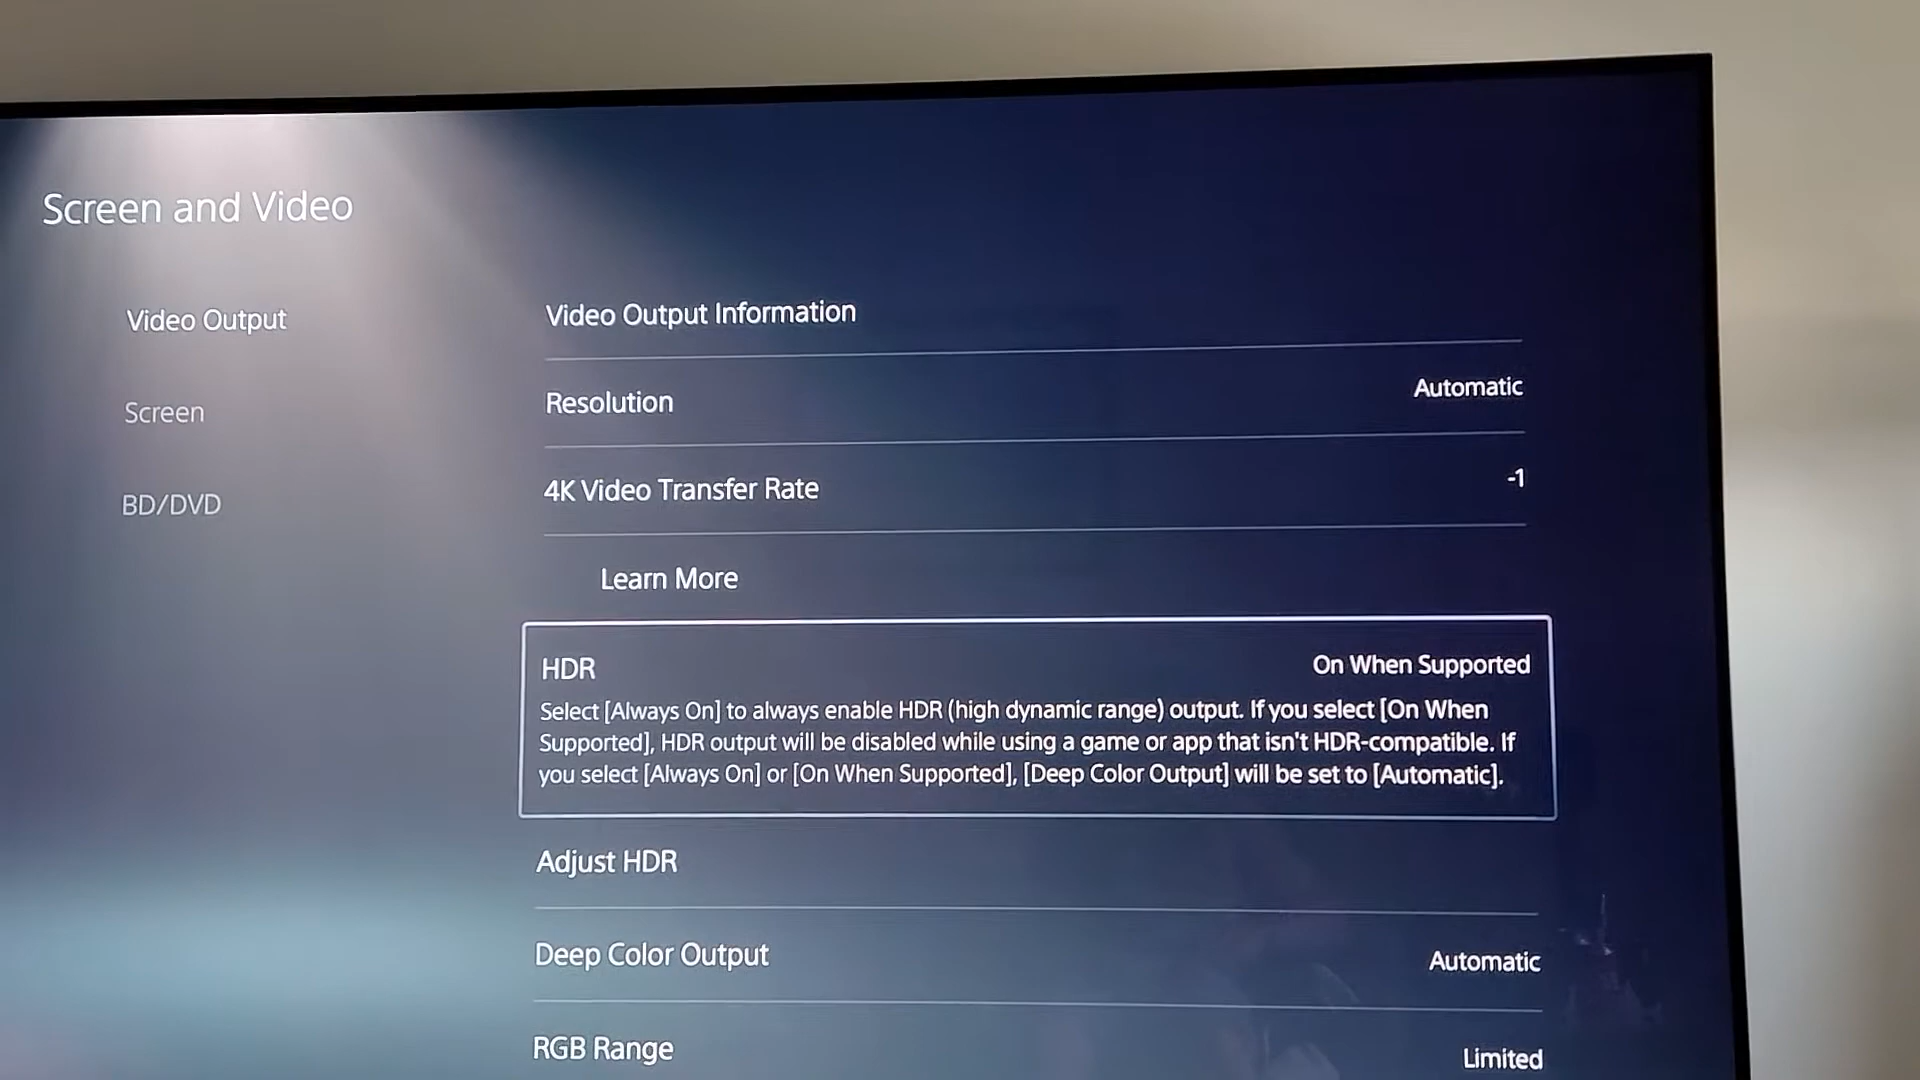 Screen and Video
Video Output
Screen
BD/DVD
Video Output Information
Resolution
Automatic
4K Video Transfer Rate
-1
Learn More
HDR
On When Supported
Select [Always On] to always enable HDR (high dynamic range) output. If you select [On When
Supported], HDR output will be disabled while using a game or app that isn't HDR-compatible. If
you select [Always On] or [On When Supported], [Deep Color Output] will be set to [Automatic].
Adjust HDR
Deep Color Output
Automatic
RGB Range
Limited